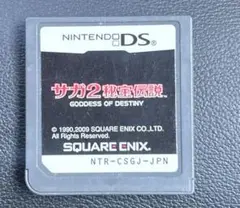 NINTENDO DS
サガ2秘宝伝説
GODDESS OF DESTINY
© 1990,2009 SQUARE ENIX CO.,LTD.
All Rights Reserved.
SQUARE ENIX
NTR-CSGJ-JPN